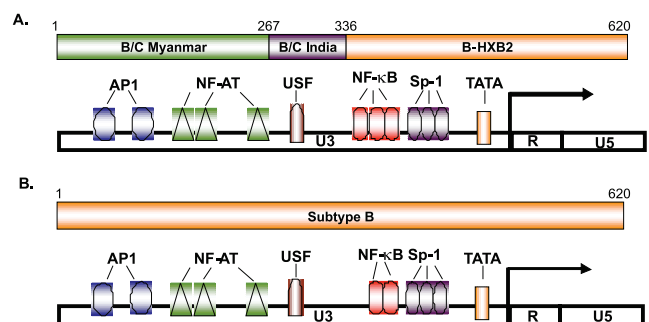 A.
1 267 336 620
B/C Myanmar B/C India B-HXB2
AP1 NF-AT USF NF-κB Sp-1 TATA
U3 R U5
B.
1 620
Subtype B
AP1 NF-AT USF NF-κB Sp-1 TATA
U3 R U5